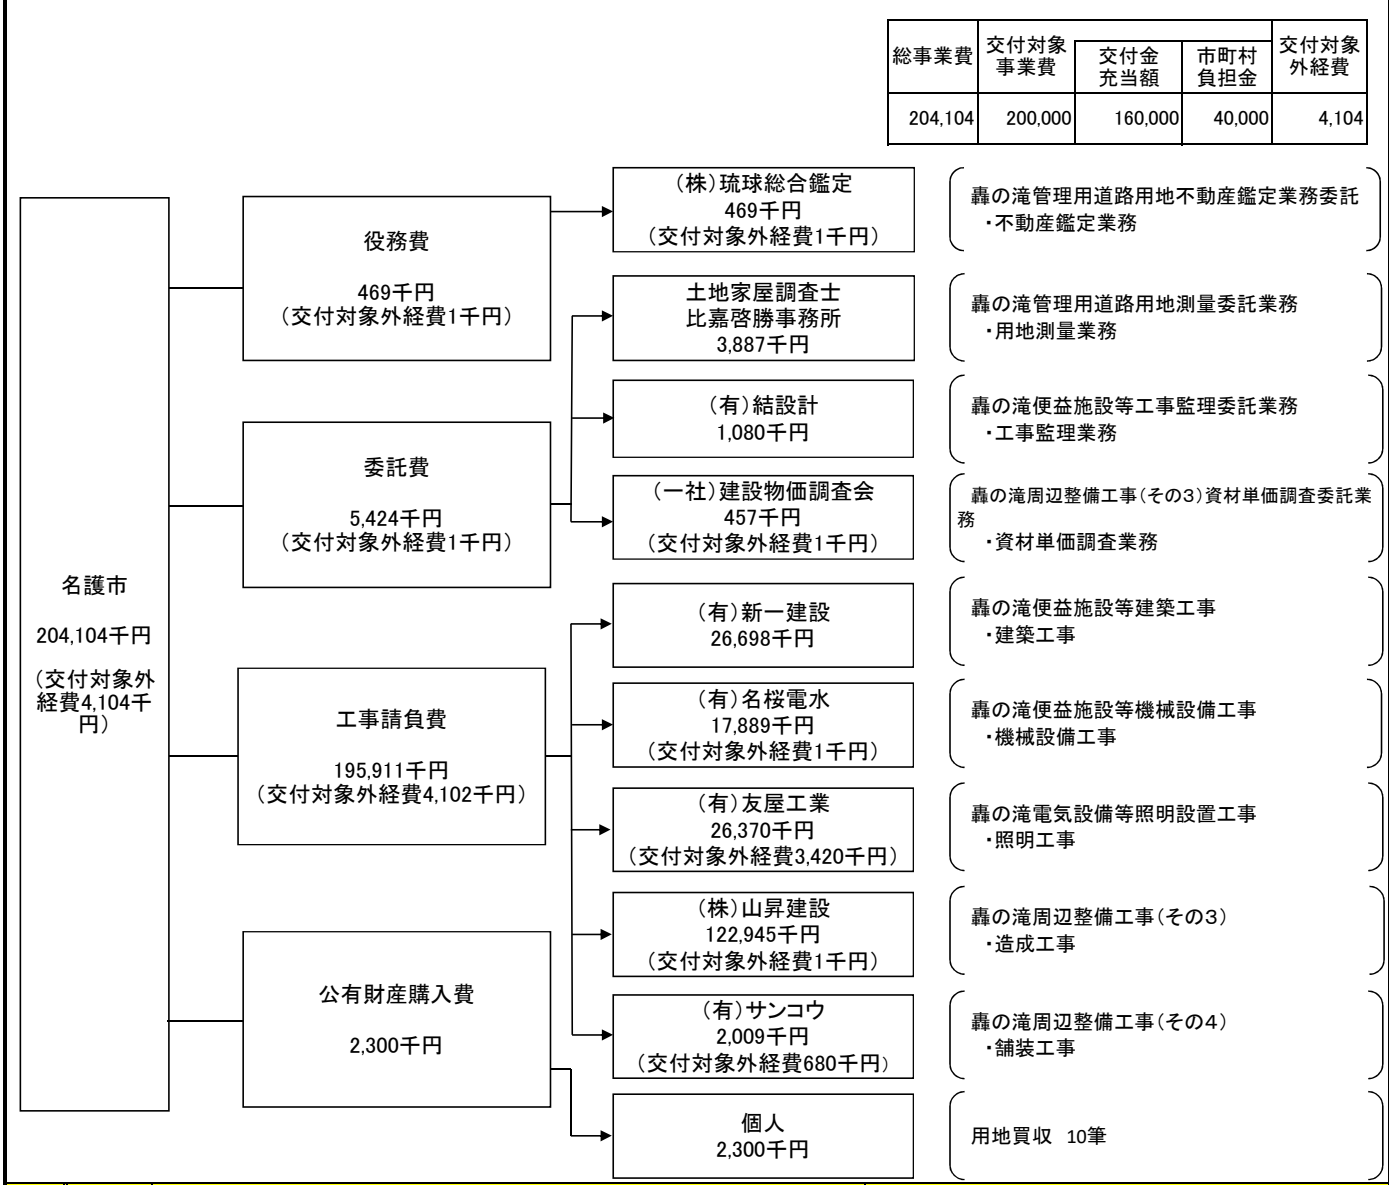 総事業費
交付対象
事業費
交付金
充当額
市町村
負担金
交付対象
外経費
204,104
200,000
160,000
40,000
4,104
名護市
204,104千円
（交付対象外
経費4,104千
円）
役務費
469千円
（交付対象外経費1千円）
委託費
5,424千円
（交付対象外経費1千円）
工事請負費
195,911千円
（交付対象外経費4,102千円）
公有財産購入費
2,300千円
（株）琉球総合鑑定
469千円
（交付対象外経費1千円）
轟の滝管理用道路用地不動産鑑定業務委託
・不動産鑑定業務
土地家屋調査士
比嘉啓勝事務所
3,887千円
轟の滝管理用道路用地測量委託業務
・用地測量業務
（有）結設計
1,080千円
轟の滝便益施設等工事監理委託業務
・工事監理業務
（一社）建設物価調査会
457千円
（交付対象外経費1千円）
轟の滝周辺整備工事（その３）資材単価調査委託業
務
・資材単価調査業務
（有）新一建設
26,698千円
轟の滝便益施設等建築工事
・建築工事
（有）名桜電水
17,889千円
（交付対象外経費1千円）
轟の滝便益施設等機械設備工事
・機械設備工事
（有）友屋工業
26,370千円
（交付対象外経費3,420千円）
轟の滝電気設備等照明設置工事
・照明工事
（株）山昇建設
122,945千円
（交付対象外経費1千円）
轟の滝周辺整備工事（その３）
・造成工事
（有）サンコウ
2,009千円
（交付対象外経費680千円）
轟の滝周辺整備工事（その４）
・舗装工事
個人
2,300千円
用地買収　10筆